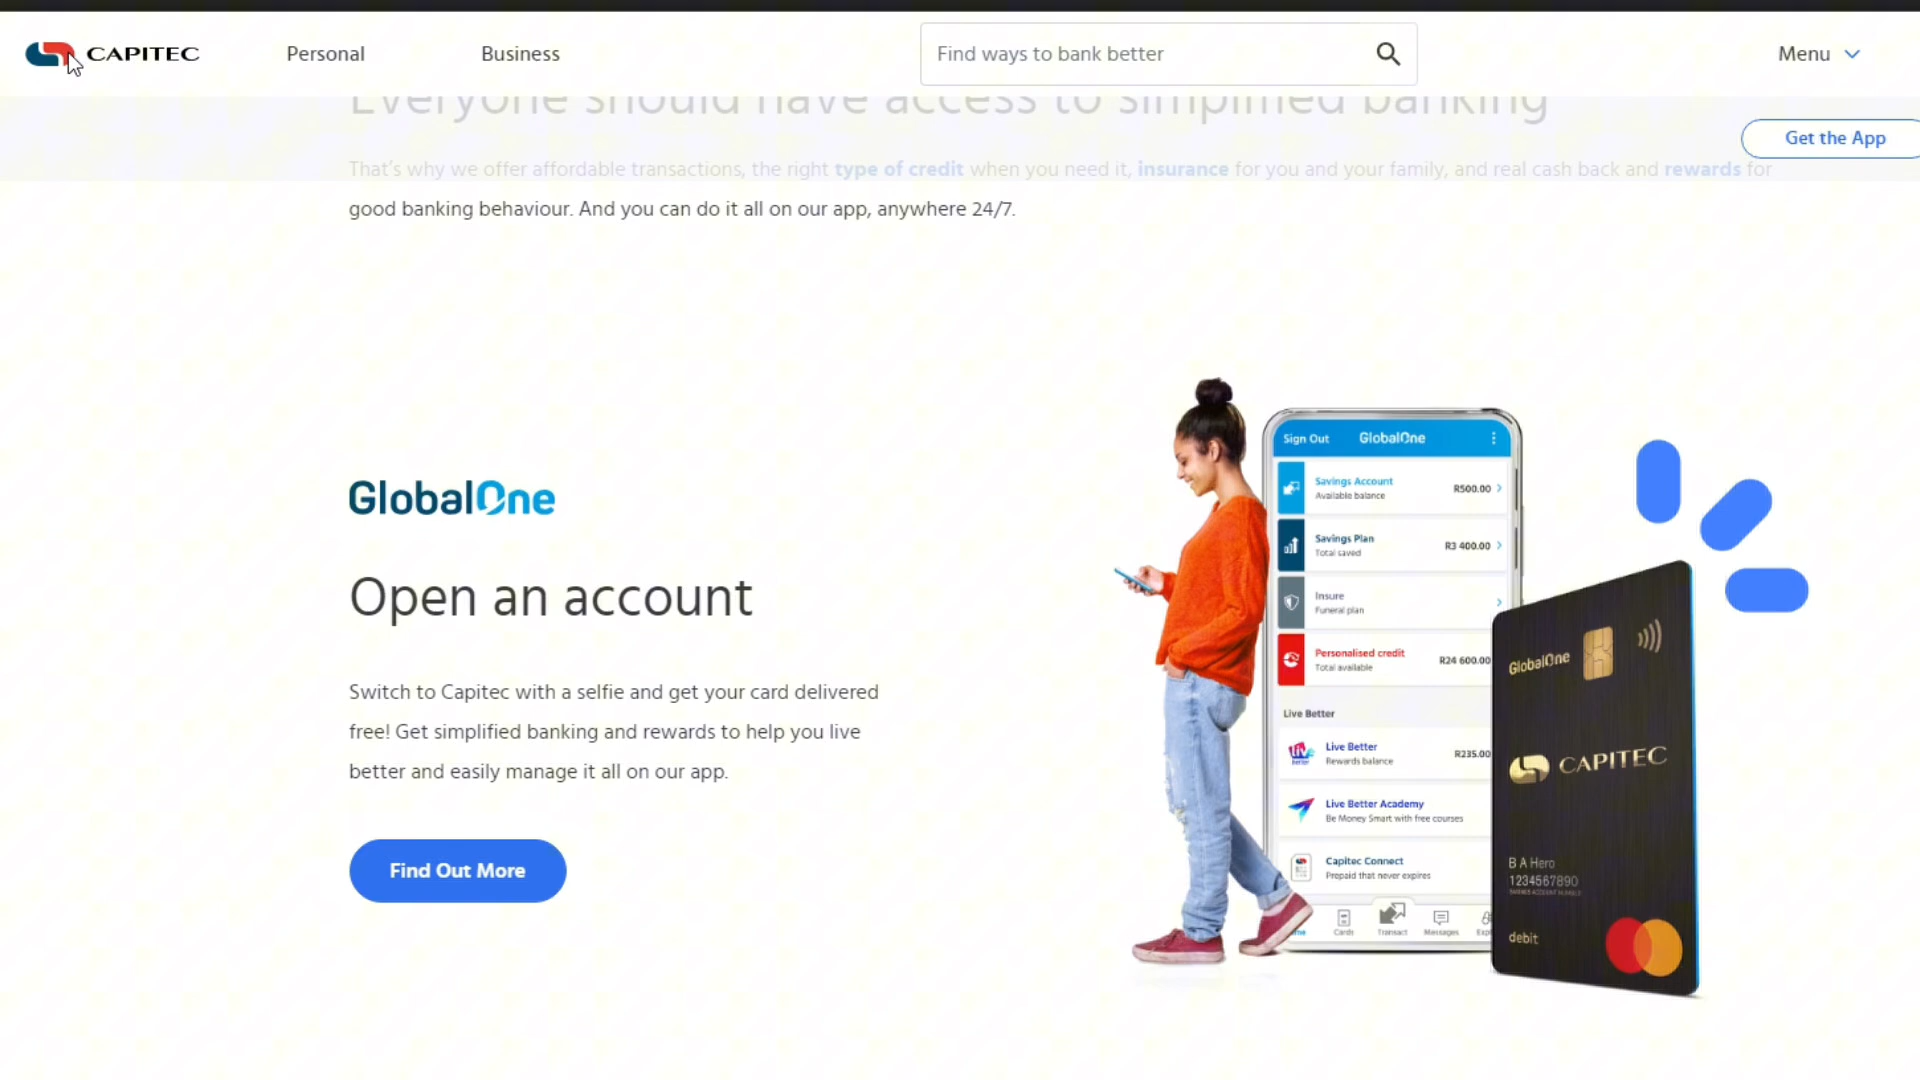 CAPITEC
Personal
Business
Find ways to bank better
Menu
Everyone should have access to simplified banking
Get the App
That's why we offer affordable transactions, the right type of credit when you need it, insurance for you and your family, and real cash back and rewards for
good banking behaviour. And you can do it all on our app, anywhere 24/7.
GlobalOne
Open an account
Switch to Capitec with a selfie and get your card delivered
free! Get simplified banking and rewards to help you live
better and easily manage it all on our app.
Find Out More
Sign Out GlobalOne
Savings Account
Available balance
R500.00
Savings Plan
Total saved
R3 400.00
Insure
Funeral plan
Personalised credit
Total available
R24 600.00
Live Better
Live Better
Rewards balance
R235.00
Live Better Academy
Be Money Smart with free courses
Capitec Connect
Prepaid that never expires
Cards
Transact
Messages
GlobalOne
CAPITEC
B A Hero
1234567890
debit